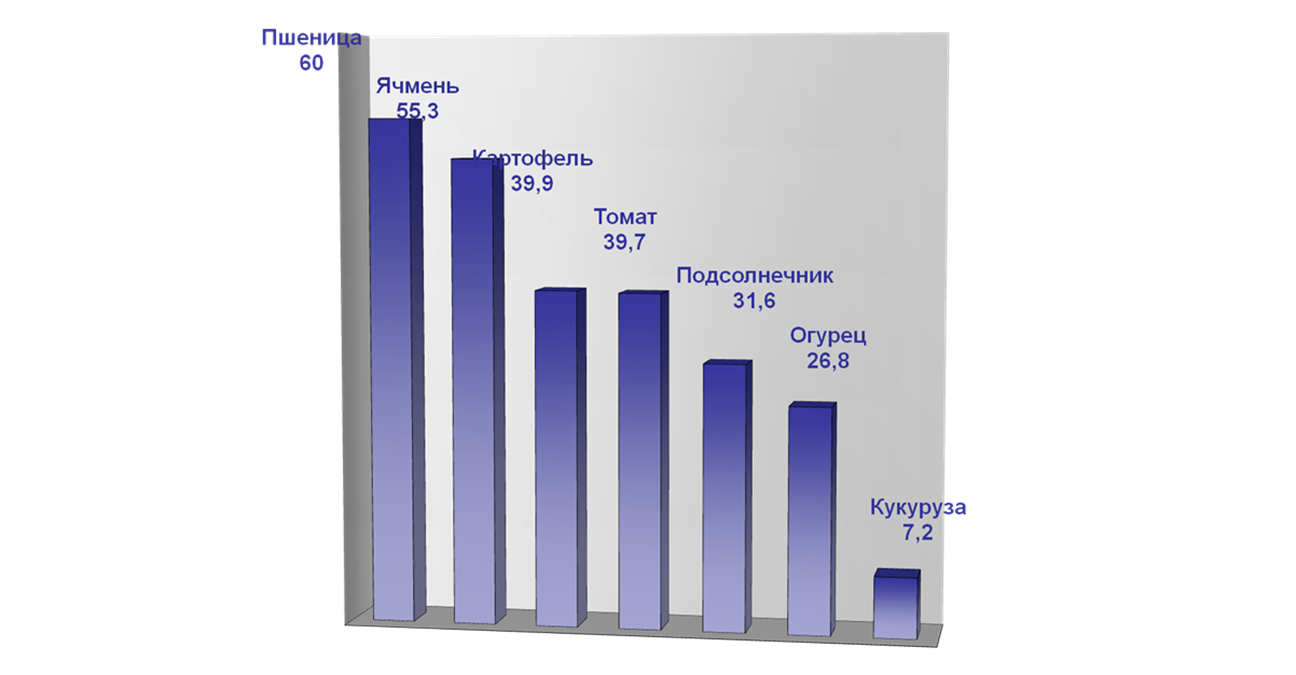 Пшеница
60
Ячмень
55,3
Картофель
39,9
Томат
39,7
Подсолнечник
31,6
Огурец
26,8
Кукуруза
7,2